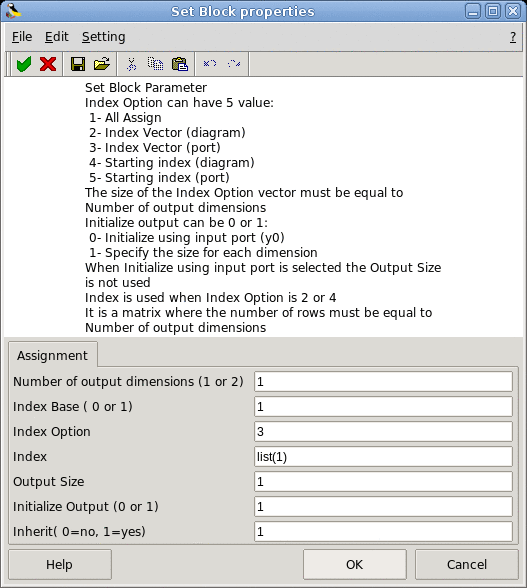 Set Block properties
File Edit Setting ?
Set Block Parameter
Index Option can have 5 value:
1- All Assign
2- Index Vector (diagram)
3- Index Vector (port)
4- Starting index (diagram)
5- Starting index (port)
The size of the Index Option vector must be equal to
Number of output dimensions
Initialize output can be 0 or 1:
0- Initialize using input port (y0)
1- Specify the size for each dimension
When Initialize using input port is selected the Output Size
is not used
Index is used when Index Option is 2 or 4
It is a matrix where the number of rows must be equal to
Number of output dimensions
Assignment
Number of output dimensions (1 or 2) 1
Index Base ( 0 or 1) 1
Index Option 3
Index list(1)
Output Size 1
Initialize Output (0 or 1) 1
Inherit( 0=no, 1=yes) 1
Help OK Cancel